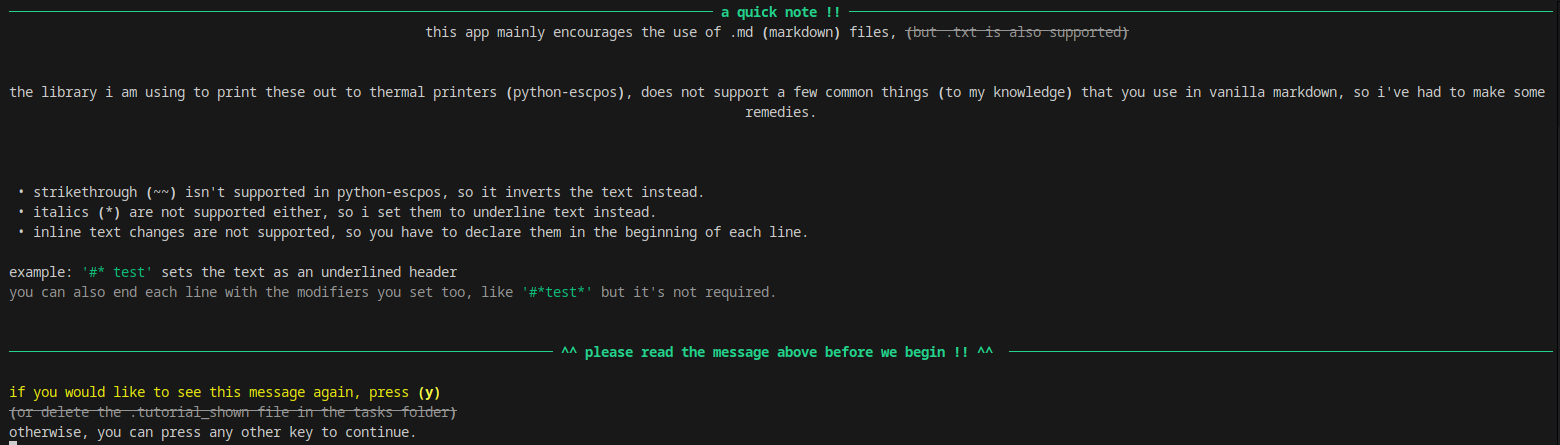 a quick note !!
this app mainly encourages the use of .md (markdown) files, (but .txt is also supported)
the library i am using to print these out to thermal printers (python-escpos), does not support a few common things (to my knowledge) that you use in vanilla markdown, so i've had to make some
remedies.
• strikethrough (~~) isn't supported in python-escpos, so it inverts the text instead.
• italics (*) are not supported either, so i set them to underline text instead.
• inline text changes are not supported, so you have to declare them in the beginning of each line.
example: '#* test' sets the text as an underlined header
you can also end each line with the modifiers you set too, like '#*test*' but it's not required.
^^ please read the message above before we begin !! ^^
if you would like to see this message again, press (y)
(or delete the .tutorial_shown file in the tasks folder)
otherwise, you can press any other key to continue.